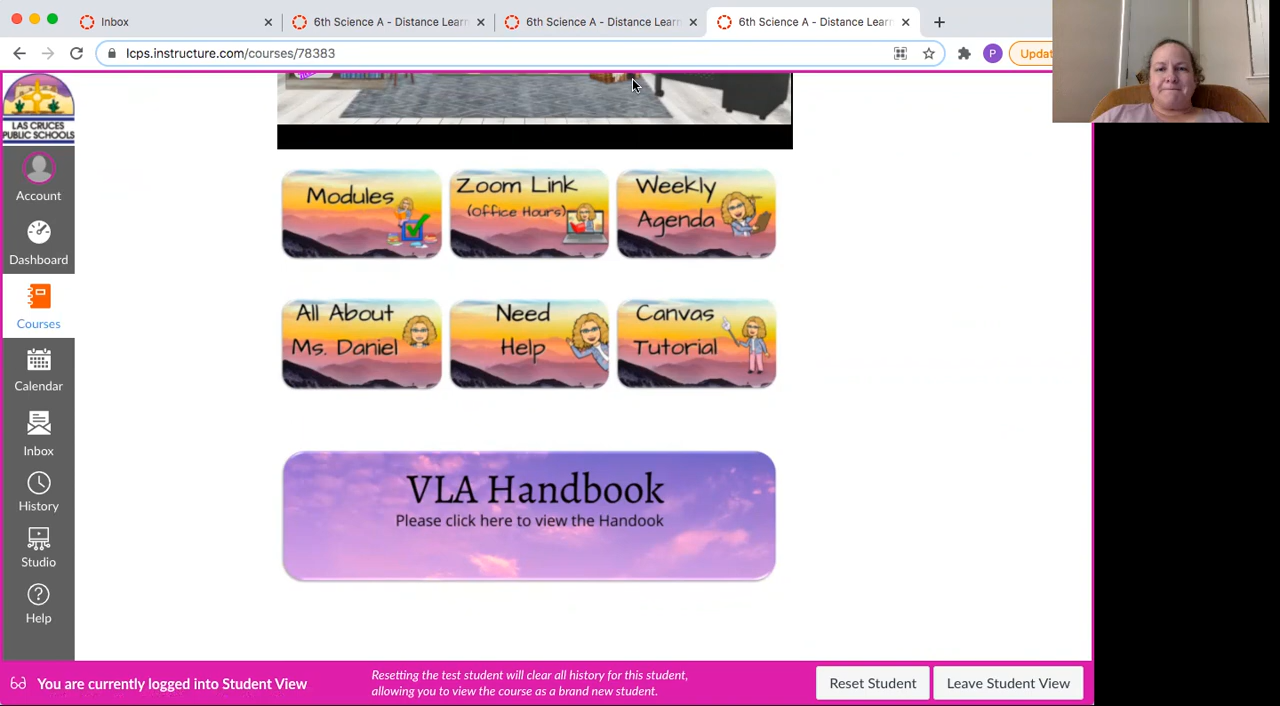 Inbox
6th Science A - Distance Learn
6th Science A - Distance Learn
6th Science A - Distance Learn
lcps.instructure.com/courses/78383
P
Updat
LAS CRUCES
PUBLIC SCHOOLS
Account
Dashboard
Courses
Calendar
Inbox
History
Studio
Help
Modules
Zoom Link
(Office Hours)
Weekly
Agenda
All About
Ms. Daniel
Need
Help
Canvas
Tutorial
VLA Handbook
Please click here to view the Handook
You are currently logged into Student View
Resetting the test student will clear all history for this student,
allowing you to view the course as a brand new student.
Reset Student
Leave Student View